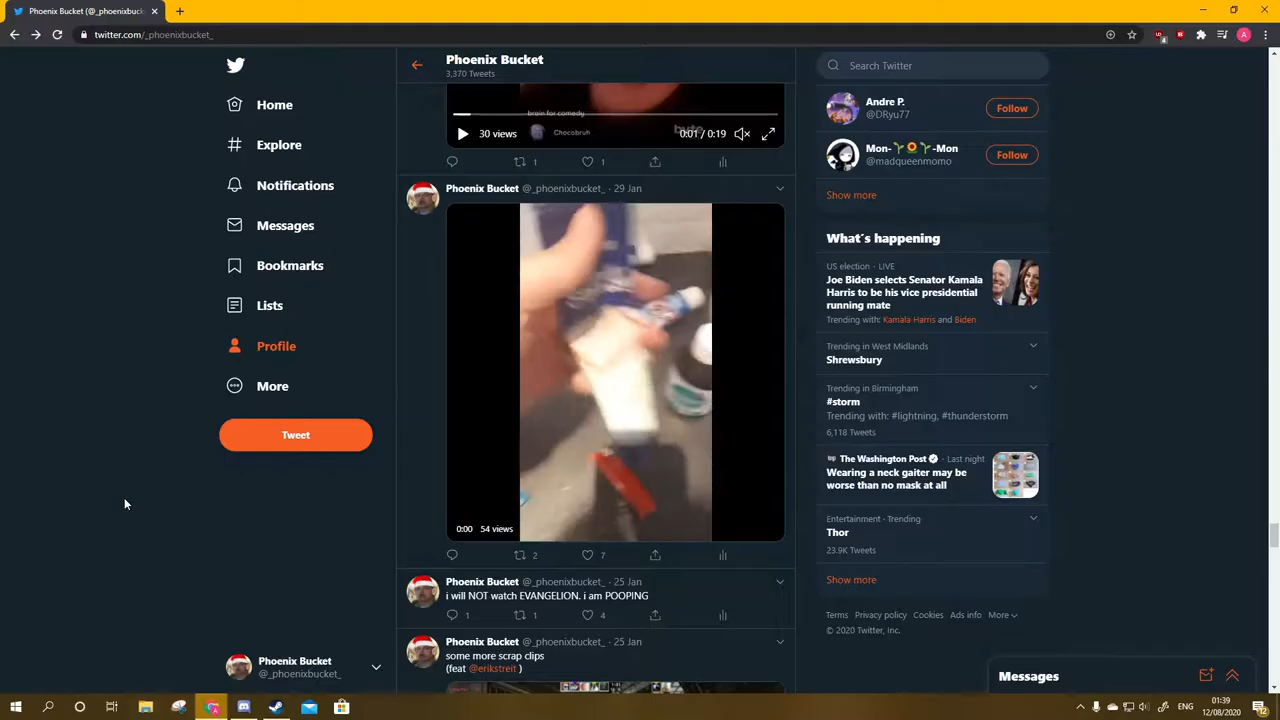 Phoenix Bucket (@_phoenixbuck
twitter.com/_phoenixbucket_
Home
Explore
Notifications
Messages
Bookmarks
Lists
Profile
More
Tweet
Phoenix Bucket
@_phoenixbucket_
Phoenix Bucket
3,370 Tweets
brain for comedy
30 views
Chocobruh
byte
0:01 / 0:19
1
1
Phoenix Bucket @_phoenixbucket_ · 29 Jan
0:00 54 views
2
7
Phoenix Bucket @_phoenixbucket_ · 25 Jan
i will NOT watch EVANGELION. i am POOPING
1
1
4
Phoenix Bucket @_phoenixbucket_ · 25 Jan
some more scrap clips
(feat @erikstreit )
Search Twitter
Andre P.
@DRyu77
Follow
Mon-🌱🌻🌱-Mon
@madqueenmomo
Follow
Show more
What's happening
US election · LIVE
Joe Biden selects Senator Kamala
Harris to be his vice presidential
running mate
Trending with: Kamala Harris and Biden
Trending in West Midlands
Shrewsbury
Trending in Birmingham
#storm
Trending with: #lightning, #thunderstorm
6,118 Tweets
The Washington Post · Last night
Wearing a neck gaiter may be
worse than no mask at all
Entertainment · Trending
Thor
23.9K Tweets
Show more
Terms Privacy policy Cookies Ads info More
© 2020 Twitter, Inc.
Messages
ENG
01:39
12/08/2020